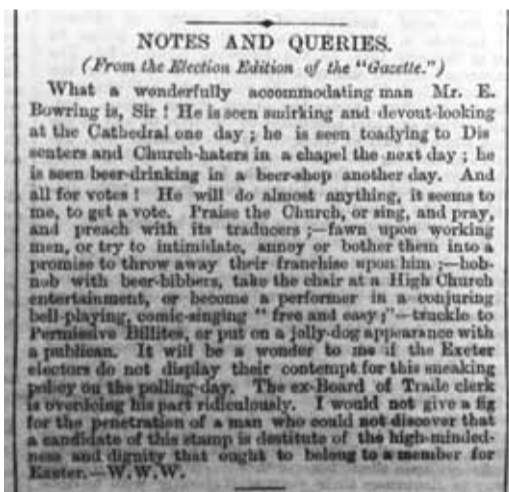 NOTES AND QUERIES.
(From the Election Edition of the "Gazette.")
What a wonderfully accommodating man Mr. E.
Bowring is, Sir ! He is seen smirking and devout-looking
at the Cathedral one day ; he is seen toadying to Dis
senters and Church-haters in a chapel the next day ; he
is seen beer-drinking in a beer-shop another day. And
all for votes ! He will do almost anything, it seems to
me, to get a vote. Praise the Church, or sing, and pray,
and preach with its traducers ;—fawn upon working
men, or try to intimidate, annoy or bother them into a
promise to throw away their franchise upon him ;—hob-
nob with beer-bibbers, take the chair at a High Church
entertainment, or become a performer in a conjuring
bell-playing, comic-singing " free and easy ;"—truckle to
Permissive Billites, or put on a jolly-dog appearance with
a publican. It will be a wonder to me if the Exeter
electors do not display their contempt for this sneaking
policy on the polling-day. The ex-Board of Trade clerk
is overdoing his part ridiculously. I would not give a fig
for the penetration of a man who could not discover that
a candidate of this stamp is destitute of the high-minded-
ness and dignity that ought to belong to a member for
Exeter.—W.W.W.